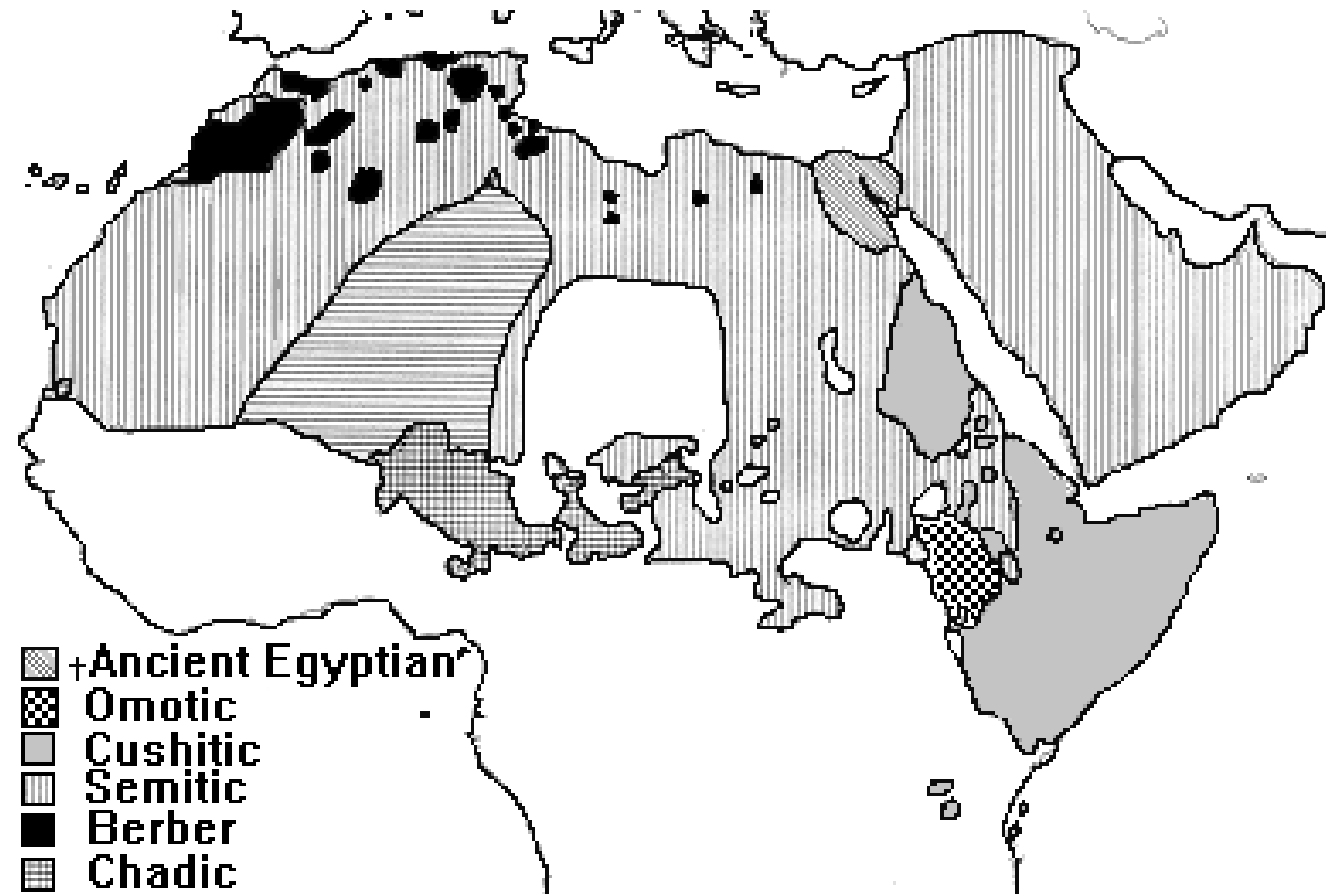 †Ancient Egyptian
Omotic
Cushitic
Semitic
Berber
Chadic